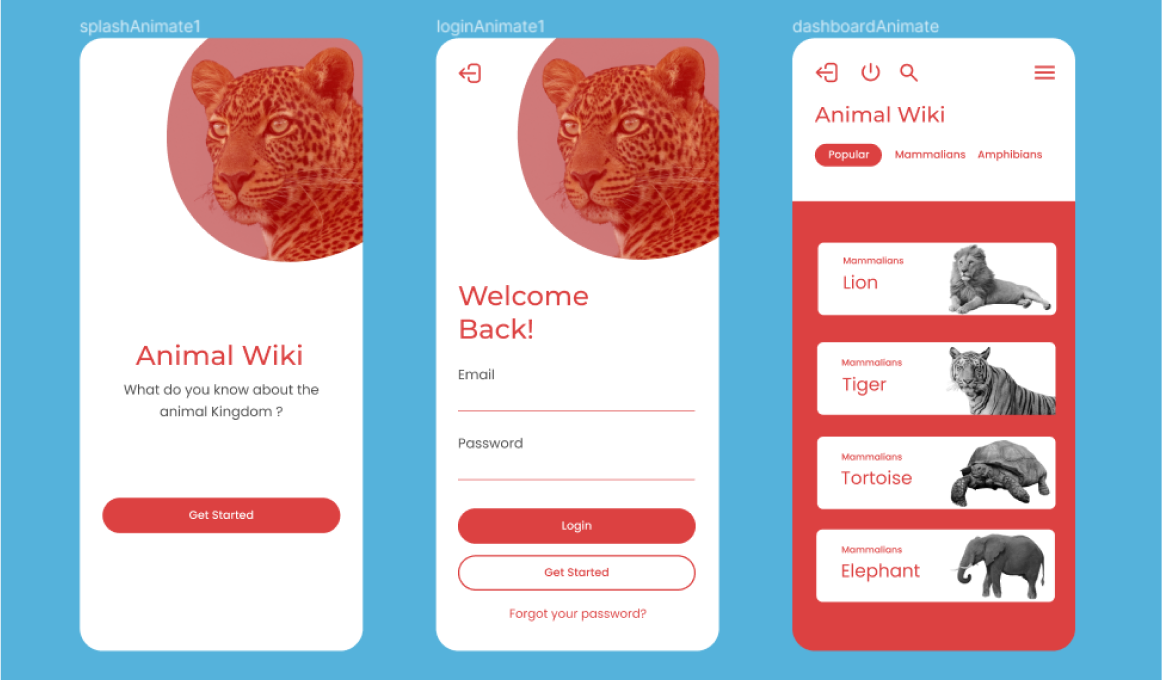 splashAnimate1
Animal Wiki
What do you know about the
animal Kingdom ?
Get Started
loginAnimate1
Welcome
Back!
Email
Password
Login
Get Started
Forgot your password?
dashboardAnimate
Animal Wiki
Popular Mammalians Amphibians
Mammalians
Lion
Mammalians
Tiger
Mammalians
Tortoise
Mammalians
Elephant